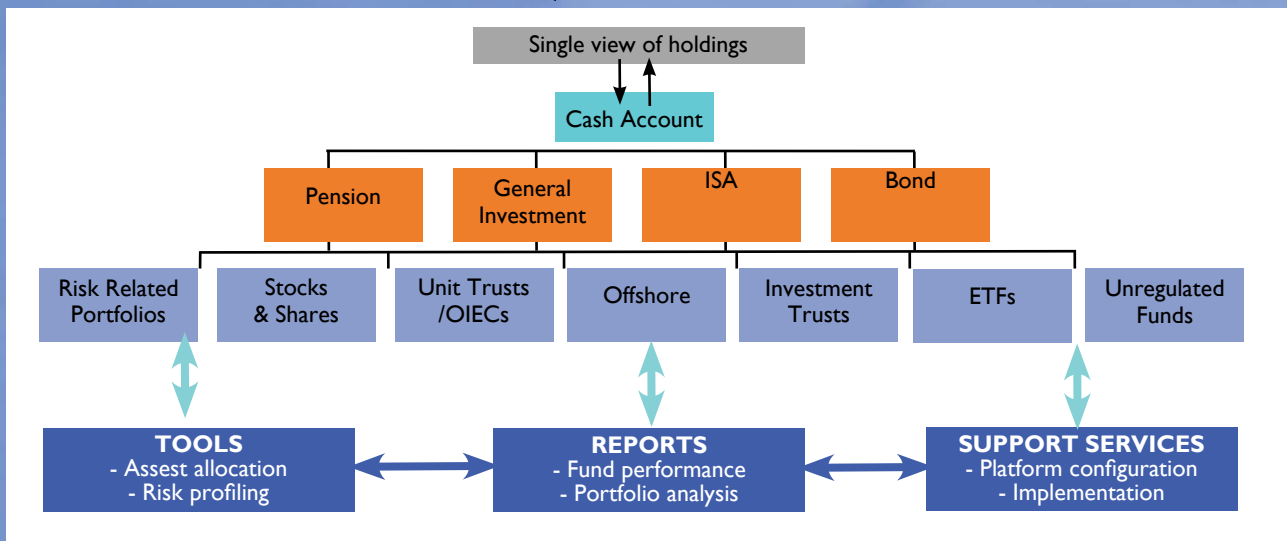 Single view of holdings
Cash Account
Pension
General
Investment
ISA
Bond
Risk Related
Portfolios
Stocks
& Shares
Unit Trusts
/OIECs
Offshore
Investment
Trusts
ETFs
Unregulated
Funds
TOOLS
- Assest allocation
- Risk profiling
REPORTS
- Fund performance
- Portfolio analysis
SUPPORT SERVICES
- Platform configuration
- Implementation